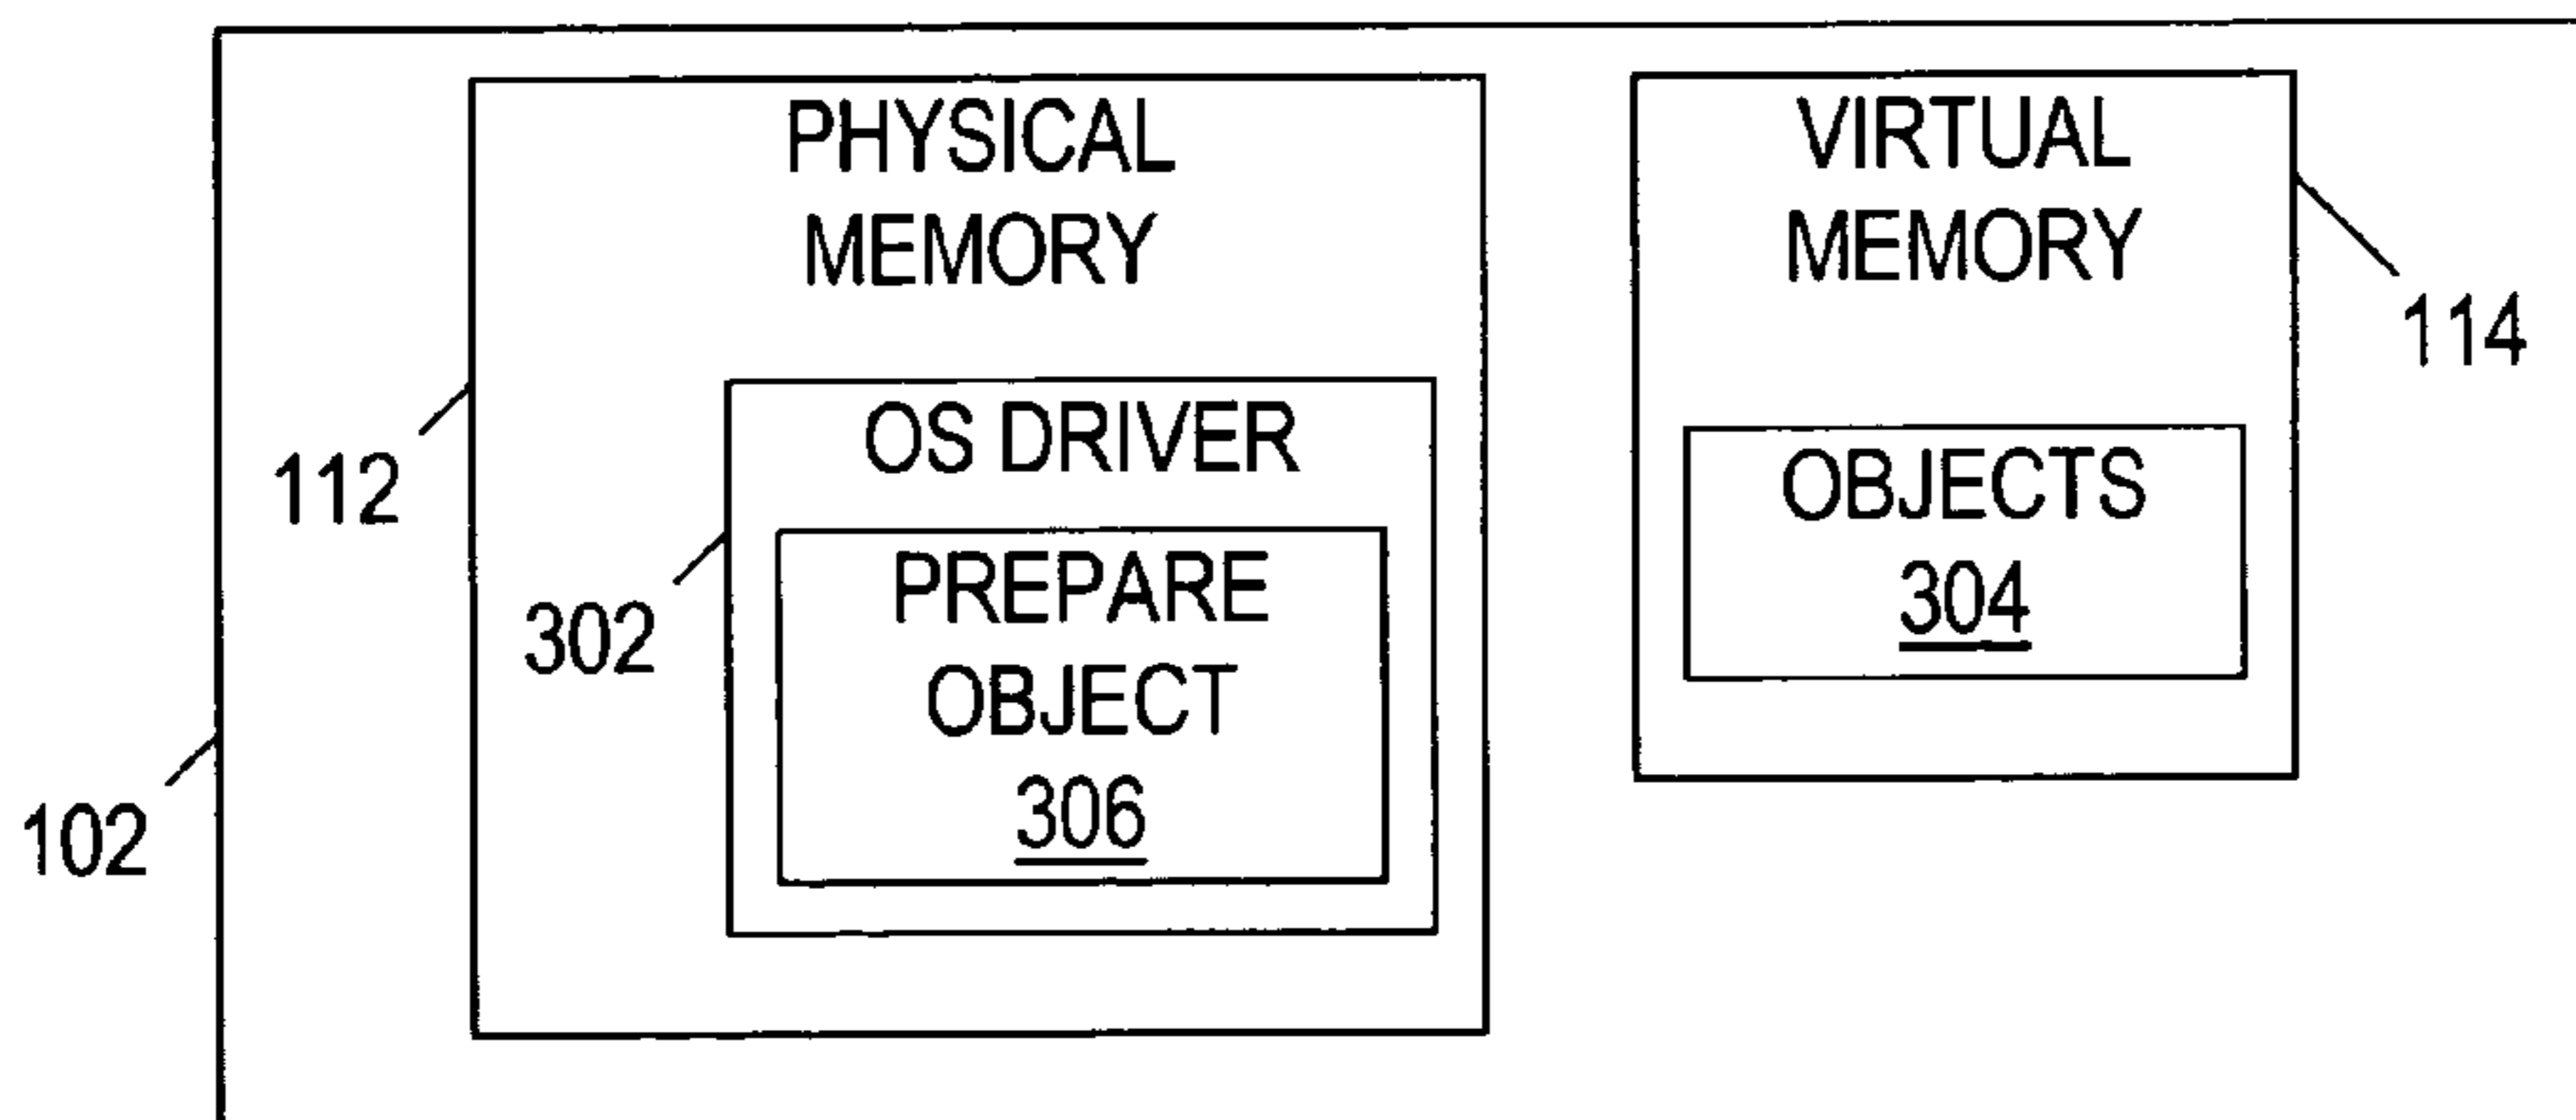 PHYSICAL
MEMORY
VIRTUAL
MEMORY
114
112
OS DRIVER
302
PREPARE
OBJECT
306
OBJECTS
304
102